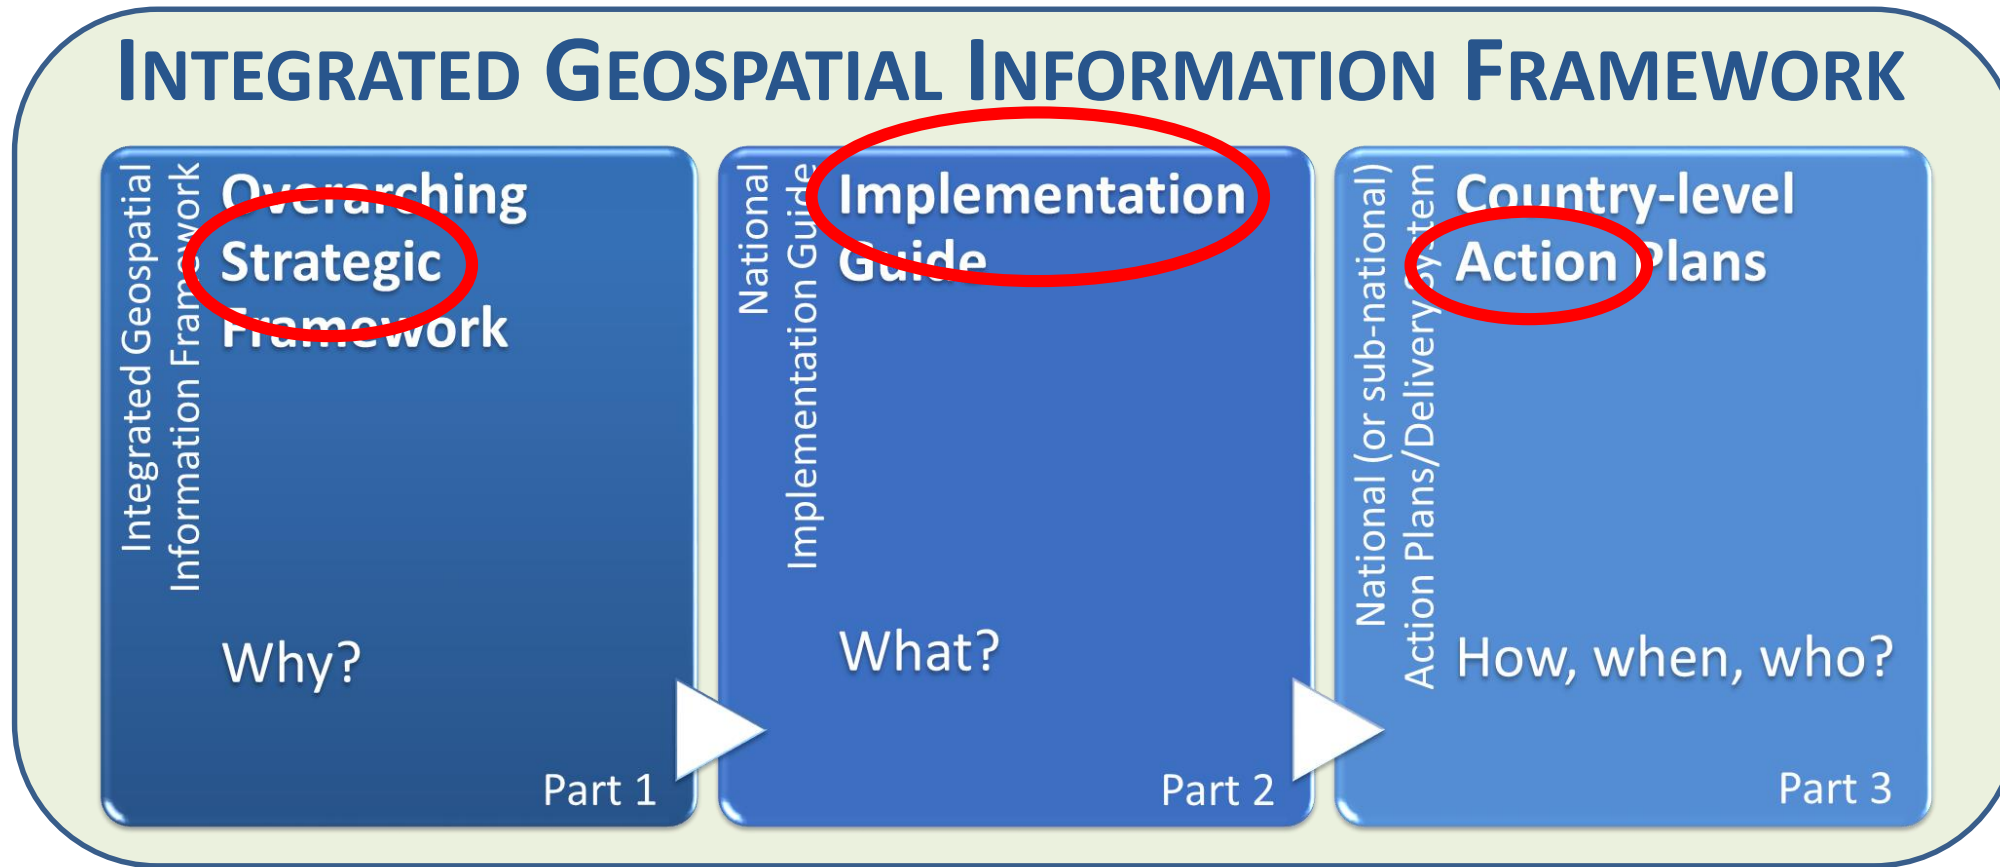 INTEGRATED GEOSPATIAL INFORMATION FRAMEWORK
Integrated Geospatial
Information Framework
Overarching
Strategic
Framework
Why?
Part 1
National
Implementation Guide
Implementation
Guide
What?
Part 2
National (or sub-national)
Action Plans/Delivery System
Country-level
Action Plans
How, when, who?
Part 3